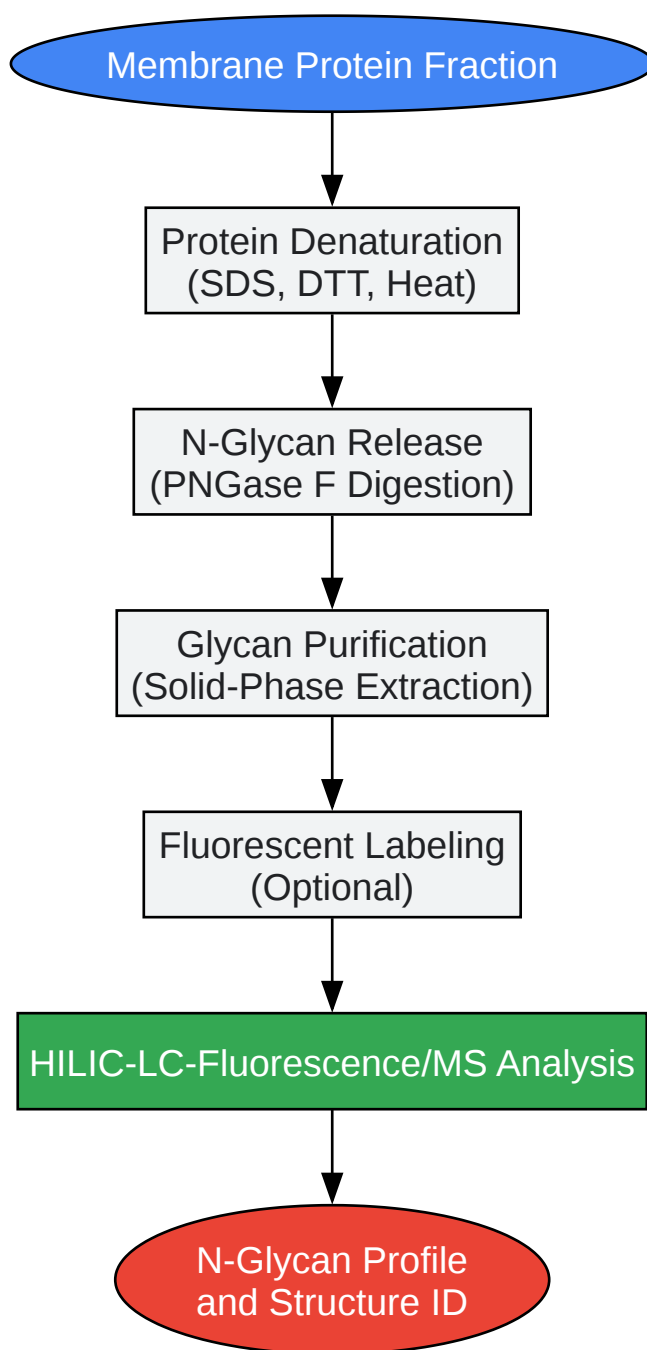 Membrane Protein Fraction
Protein Denaturation
(SDS, DTT, Heat)
N-Glycan Release
(PNGase F Digestion)
Glycan Purification
(Solid-Phase Extraction)
Fluorescent Labeling
(Optional)
HILIC-LC-Fluorescence/MS Analysis
N-Glycan Profile
and Structure ID